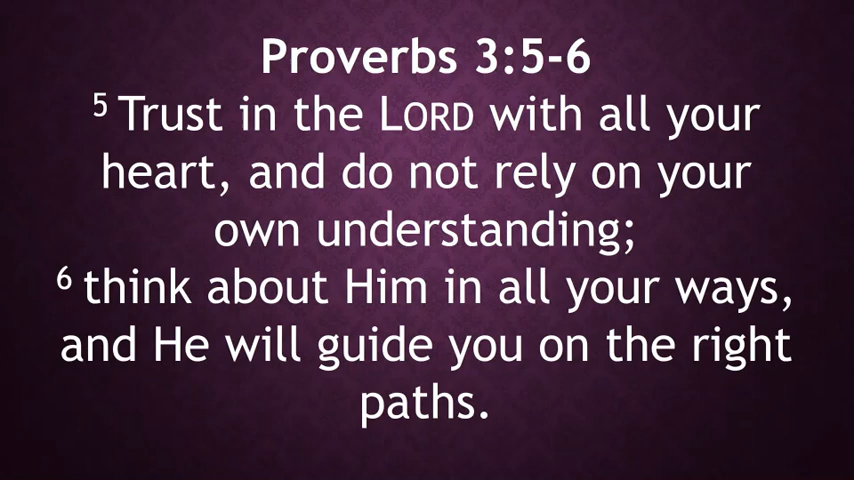 Proverbs 3:5-6
5 Trust in the LORD with all your
heart, and do not rely on your
own understanding;
6 think about Him in all your ways,
and He will guide you on the right
paths.